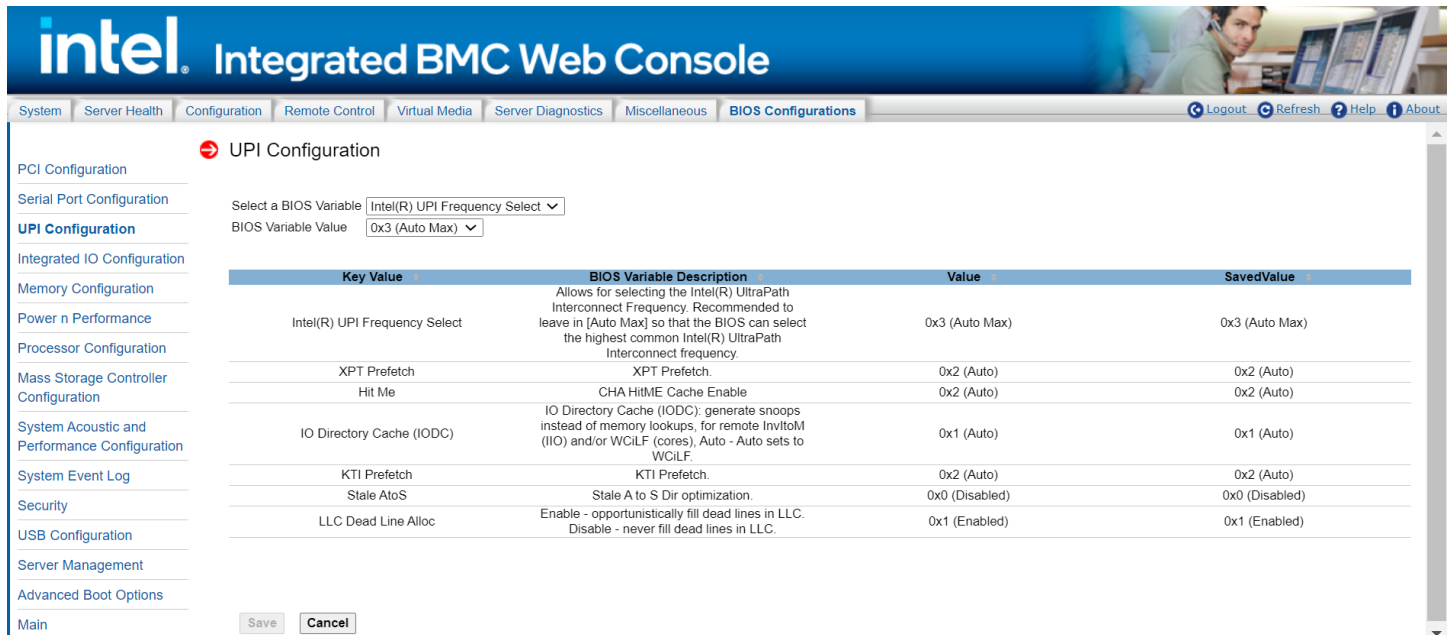 intel. Integrated BMC Web Console
System Server Health Configuration Remote Control Virtual Media Server Diagnostics Miscellaneous BIOS Configurations Logout Refresh Help About
UPI Configuration
PCI Configuration
Serial Port Configuration
UPI Configuration
Integrated IO Configuration
Memory Configuration
Power n Performance
Processor Configuration
Mass Storage Controller
Configuration
System Acoustic and
Performance Configuration
System Event Log
Security
USB Configuration
Server Management
Advanced Boot Options
Main
Select a BIOS Variable Intel(R) UPI Frequency Select
BIOS Variable Value 0x3 (Auto Max)
Key Value BIOS Variable Description Value SavedValue
Allows for selecting the Intel(R) UltraPath
Interconnect Frequency. Recommended to
Intel(R) UPI Frequency Select leave in [Auto Max] so that the BIOS can select 0x3 (Auto Max) 0x3 (Auto Max)
the highest common Intel(R) UltraPath
Interconnect frequency.
XPT Prefetch XPT Prefetch. 0x2 (Auto) 0x2 (Auto)
Hit Me CHA HitME Cache Enable 0x2 (Auto) 0x2 (Auto)
IO Directory Cache (IODC): generate snoops
instead of memory lookups, for remote InvItoM
IO Directory Cache (IODC) (IIO) and/or WCiLF (cores), Auto - Auto sets to 0x1 (Auto) 0x1 (Auto)
WCiLF.
KTI Prefetch KTI Prefetch. 0x2 (Auto) 0x2 (Auto)
Stale AtoS Stale A to S Dir optimization. 0x0 (Disabled) 0x0 (Disabled)
LLC Dead Line Alloc Enable - opportunistically fill dead lines in LLC. 0x1 (Enabled) 0x1 (Enabled)
Disable - never fill dead lines in LLC.
Save Cancel